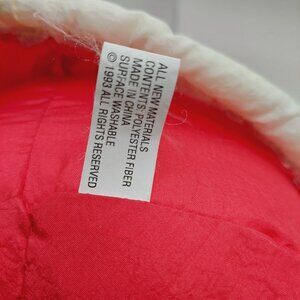 ALL NEW MATERIALS
CONTENTS: POLYESTER FIBER
MADE IN CHINA
SURFACE WASHABLE
© 1993 ALL RIGHTS RESERVED